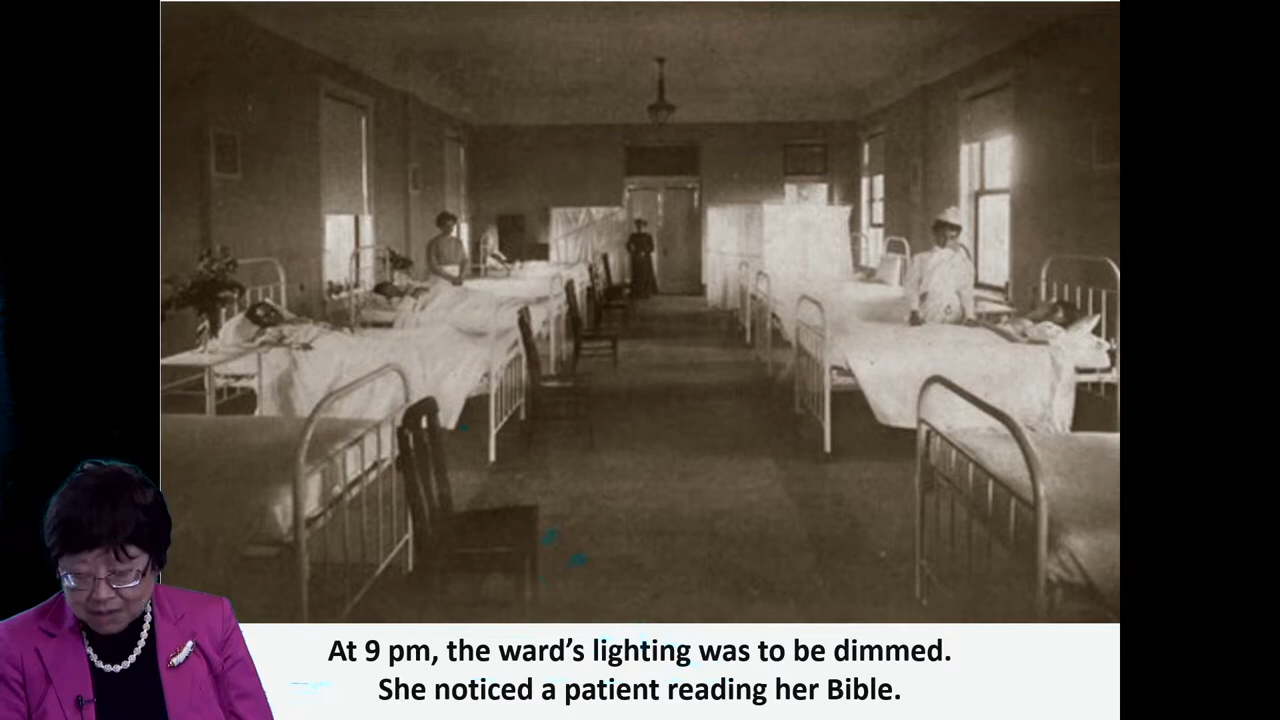 At 9 pm, the ward’s lighting was to be dimmed.
She noticed a patient reading her Bible.